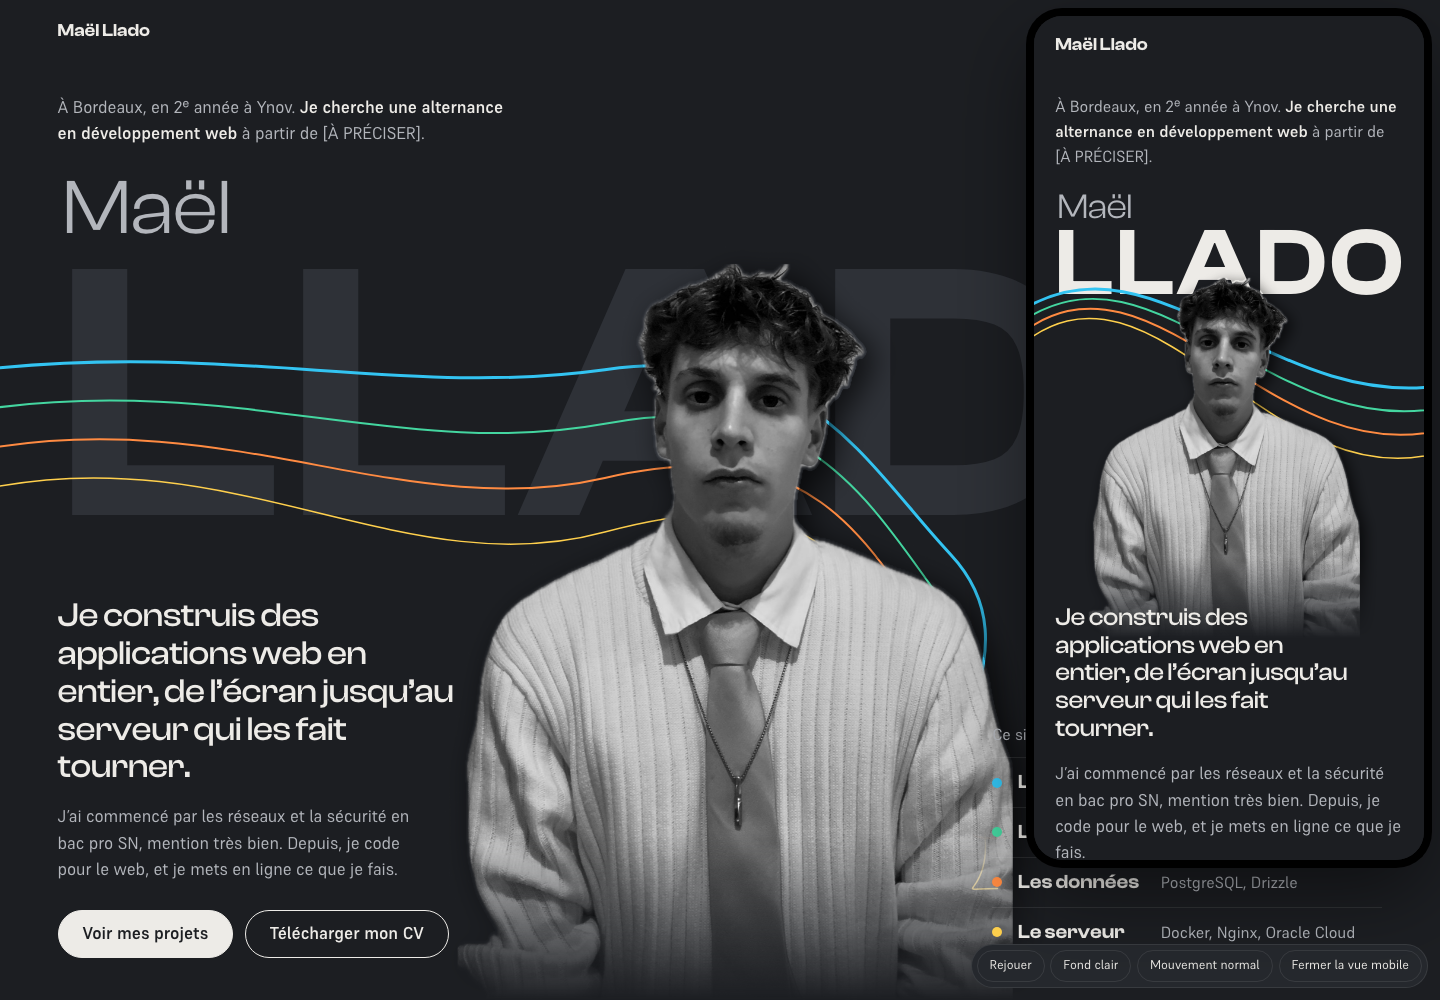 Maël Llado
À Bordeaux, en 2ᵉ année à Ynov. Je cherche une alternance
en développement web à partir de [À PRÉCISER].
Maël
LLAD
Je construis des
applications web en
entier, de l’écran jusqu’au
serveur qui les fait
tourner.
J’ai commencé par les réseaux et la sécurité en
bac pro SN, mention très bien. Depuis, je code
pour le web, et je mets en ligne ce que je fais.
Voir mes projets
Télécharger mon CV
Ce si
L
L
Les données PostgreSQL, Drizzle
Le serveur Docker, Nginx, Oracle Cloud
Maël Llado
À Bordeaux, en 2ᵉ année à Ynov. Je cherche une
alternance en développement web à partir de
[À PRÉCISER].
Maël
LLADO
Je construis des
applications web en
entier, de l’écran jusqu’au
serveur qui les fait
tourner.
J’ai commencé par les réseaux et la sécurité
en bac pro SN, mention très bien. Depuis, je
code pour le web, et je mets en ligne ce que je
fais.
Rejouer
Fond clair
Mouvement normal
Fermer la vue mobile